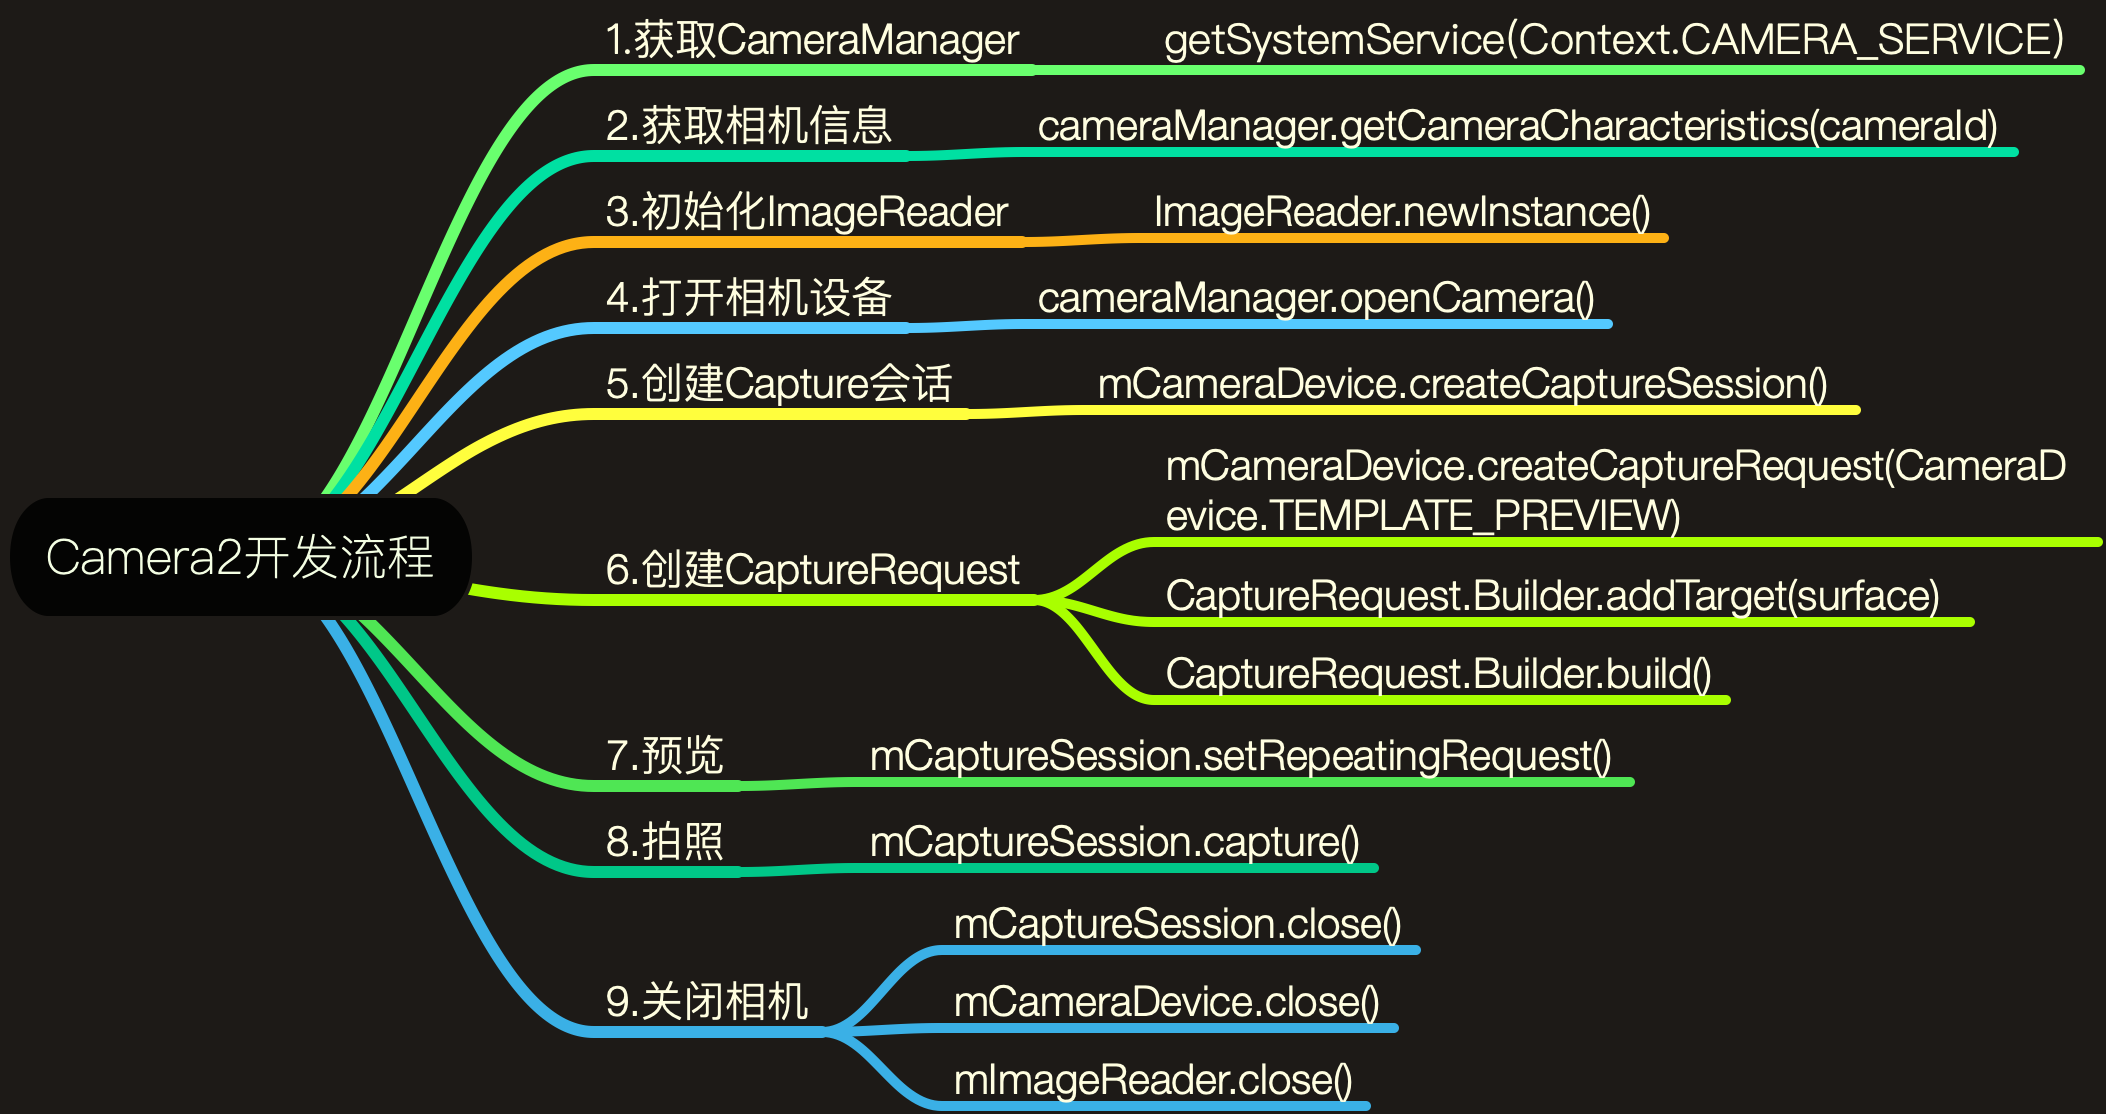 Camera2开发流程
1.获取CameraManager
getSystemService(Context.CAMERA_SERVICE)
2.获取相机信息
cameraManager.getCameraCharacteristics(cameraId)
3.初始化ImageReader
ImageReader.newInstance()
4.打开相机设备
cameraManager.openCamera()
5.创建Capture会话
mCameraDevice.createCaptureSession()
6.创建CaptureRequest
mCameraDevice.createCaptureRequest(CameraD
evice.TEMPLATE_PREVIEW)
CaptureRequest.Builder.addTarget(surface)
CaptureRequest.Builder.build()
7.预览
mCaptureSession.setRepeatingRequest()
8.拍照
mCaptureSession.capture()
9.关闭相机
mCaptureSession.close()
mCameraDevice.close()
mImageReader.close()